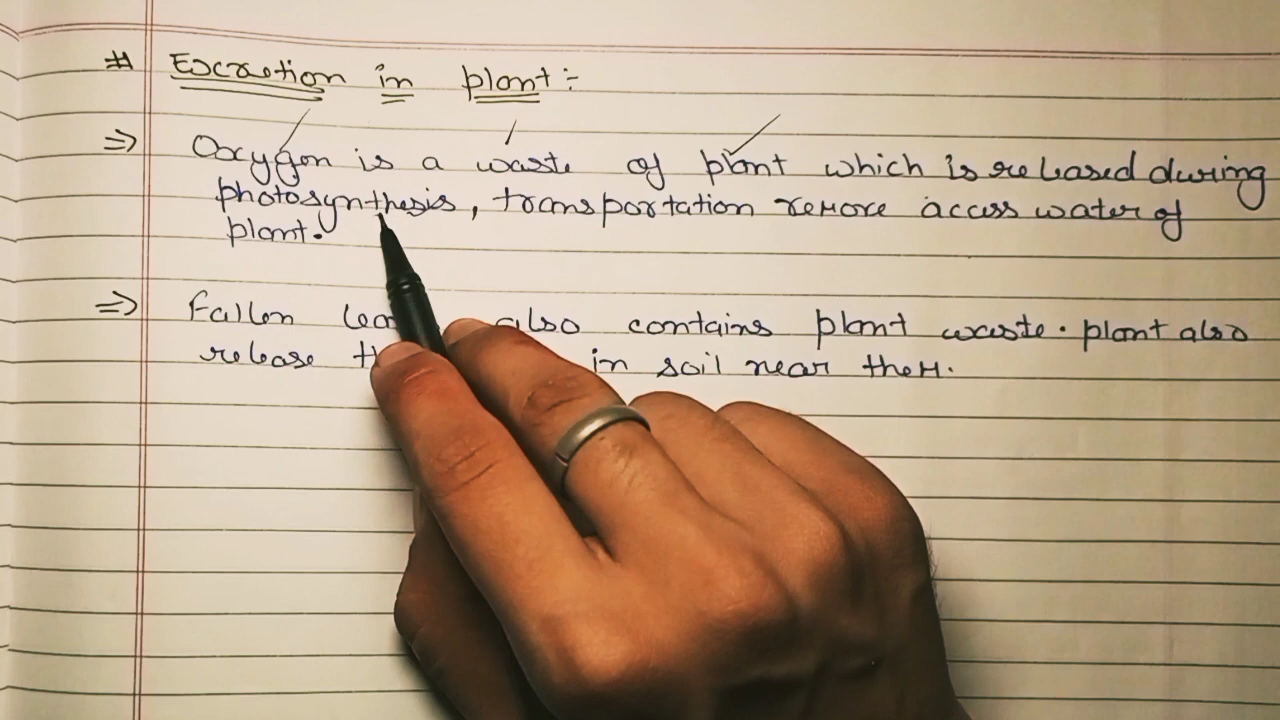 # Excretion in plant :-
⇒ Oxygen is a waste of plant which is released during
photosynthesis, transportation remove access water of
plant.
⇒ Fallen also contains plant waste. plant also
release in soil near them.